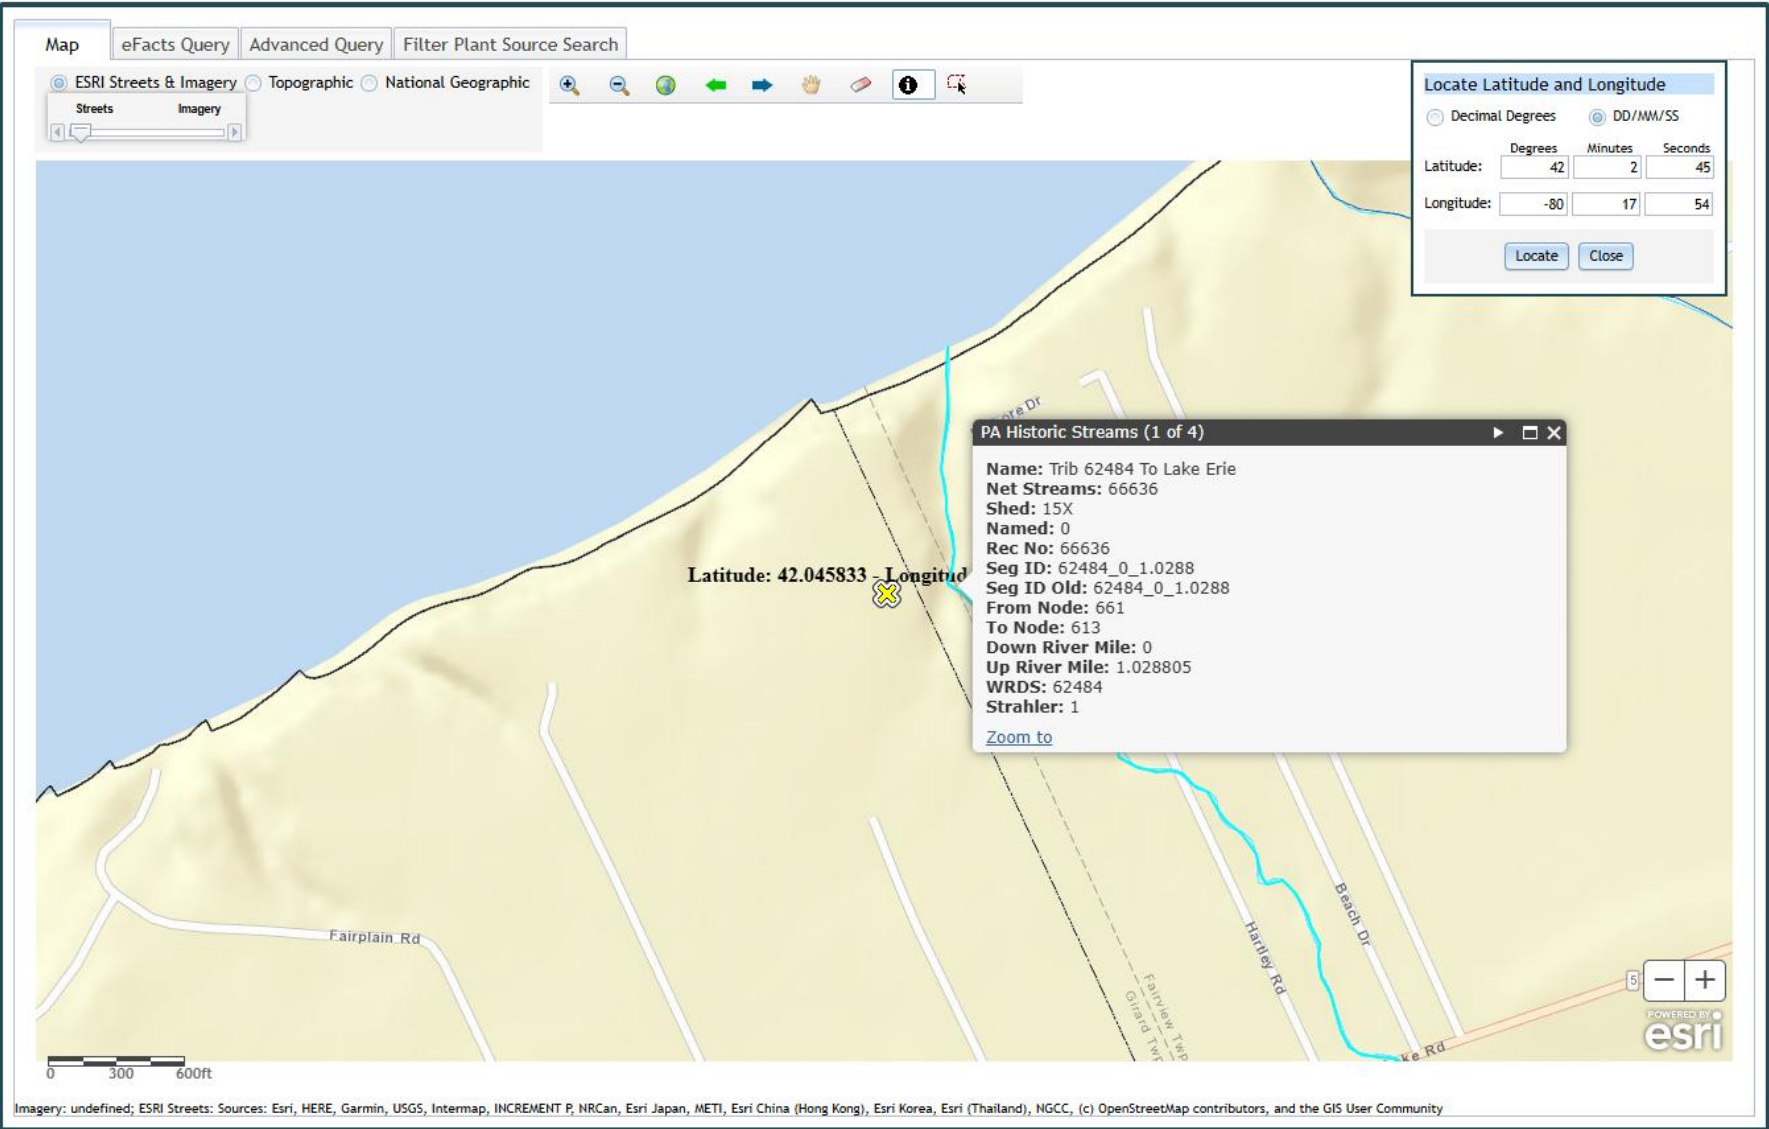 Map eFacts Query Advanced Query Filter Plant Source Search
ESRI Streets & Imagery Topographic National Geographic
Streets Imagery
Locate Latitude and Longitude
Decimal Degrees DD/MM/SS
Degrees Minutes Seconds
Latitude: 42 2 45
Longitude: -80 17 54
Locate Close
ore Dr
PA Historic Streams (1 of 4)
Name: Trib 62484 To Lake Erie
Net Streams: 66636
Shed: 15X
Named: 0
Rec No: 66636
Seg ID: 62484_0_1.0288
Seg ID Old: 62484_0_1.0288
From Node: 661
To Node: 613
Down River Mile: 0
Up River Mile: 1.028805
WRDS: 62484
Strahler: 1
Zoom to
Latitude: 42.045833 - Longitud
Fairplain Rd
Beach Dr
Hartley Rd
Fairview Twp
Girard Twp
5
ke Rd
− +
POWERED BY
esri
0 300 600ft
Imagery: undefined; ESRI Streets: Sources: Esri, HERE, Garmin, USGS, Intermap, INCREMENT P, NRCan, Esri Japan, METI, Esri China (Hong Kong), Esri Korea, Esri (Thailand), NGCC, (c) OpenStreetMap contributors, and the GIS User Community